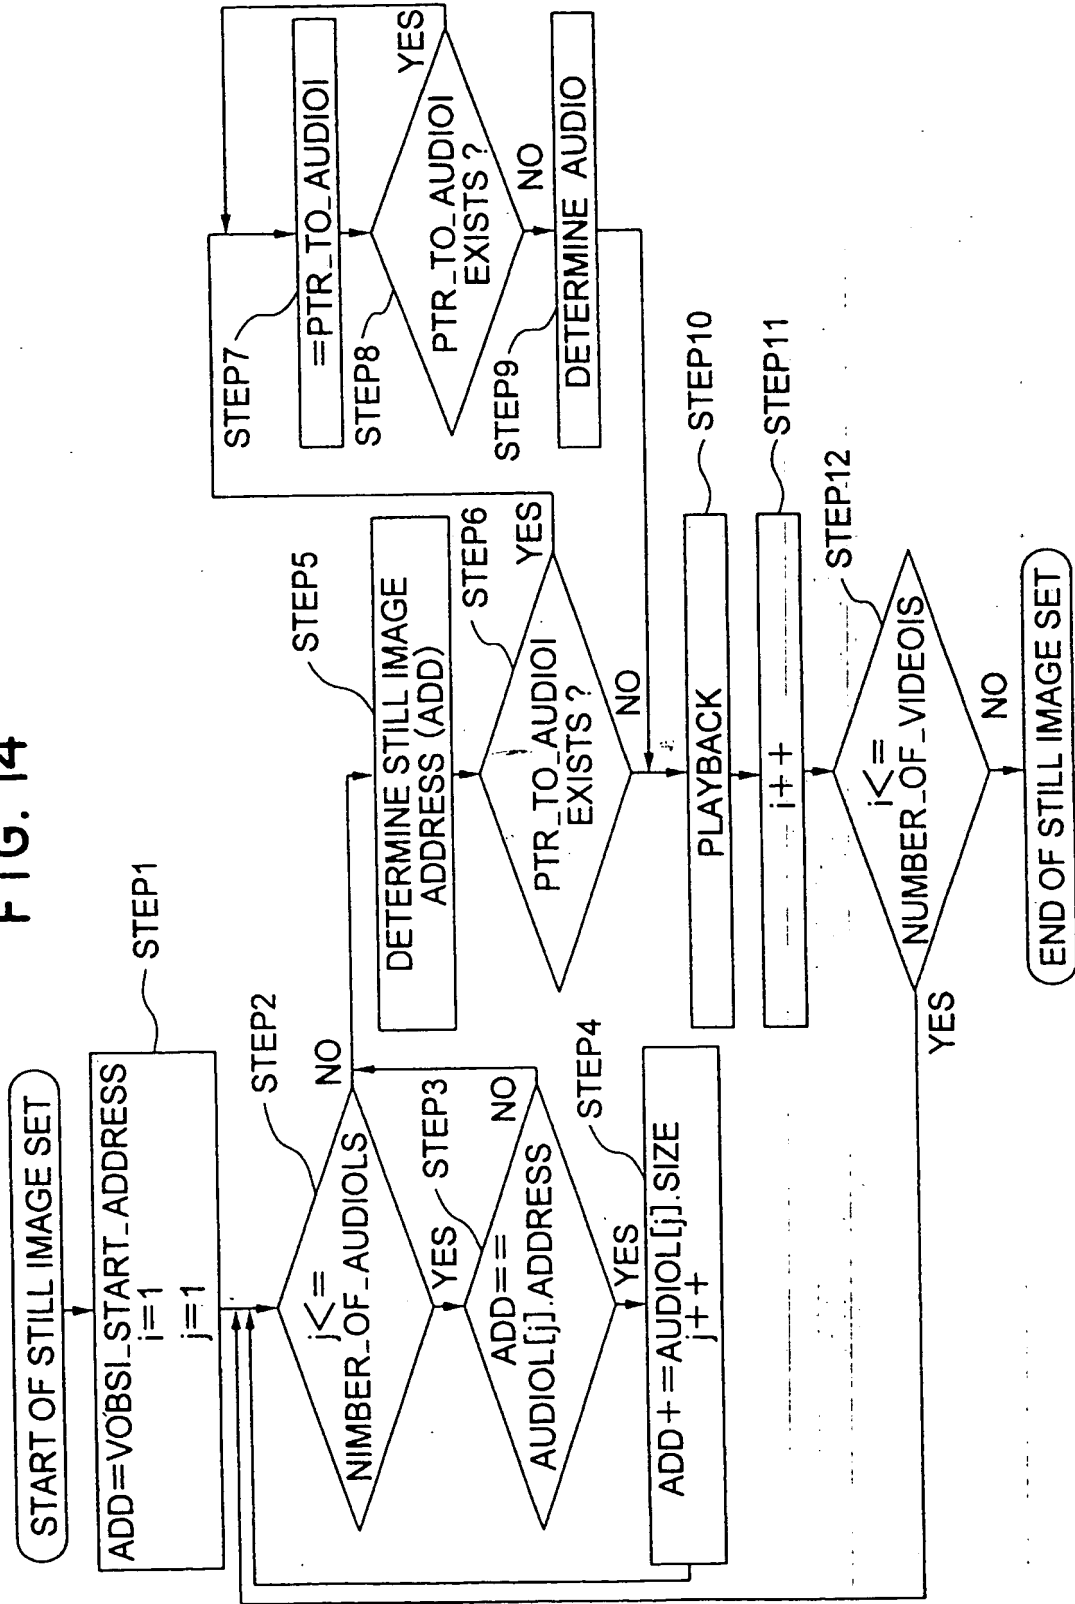 FIG. 14
START OF STILL IMAGE SET
ADD=VOBSI_START_ADDRESS
i=1
j=1
STEP1
j<=
NIMBER_OF_AUDIOLS
STEP2
NO
YES
ADD==
AUDIOL[j].ADDRESS
STEP3
NO
YES
ADD+=AUDIOL[j].SIZE
j++
STEP4
DETERMINE STILL IMAGE
ADDRESS (ADD)
STEP5
PTR_TO_AUDIOI
EXISTS?
STEP6
YES
NO
STEP7
=PTR_TO_AUDIOI
STEP8
PTR_TO_AUDIOI
EXISTS?
YES
NO
STEP9
DETERMINE AUDIO
PLAYBACK
STEP10
i++
STEP11
i<=
NUMBER_OF_VIDEOIS
STEP12
YES
NO
END OF STILL IMAGE SET